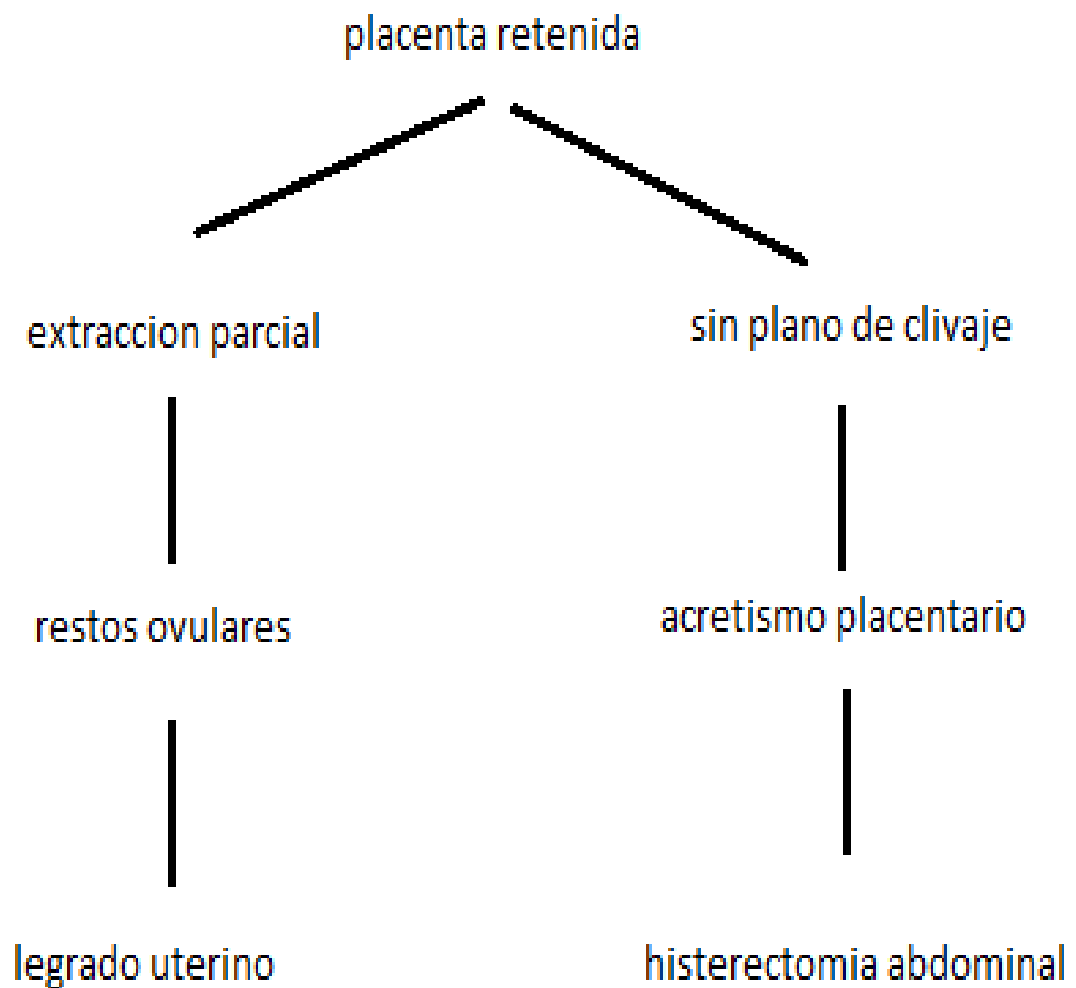 placenta retenida
extraccion parcial
sin plano de clivaje
restos ovulares
acretismo placentario
legrado uterino
histerectomia abdominal